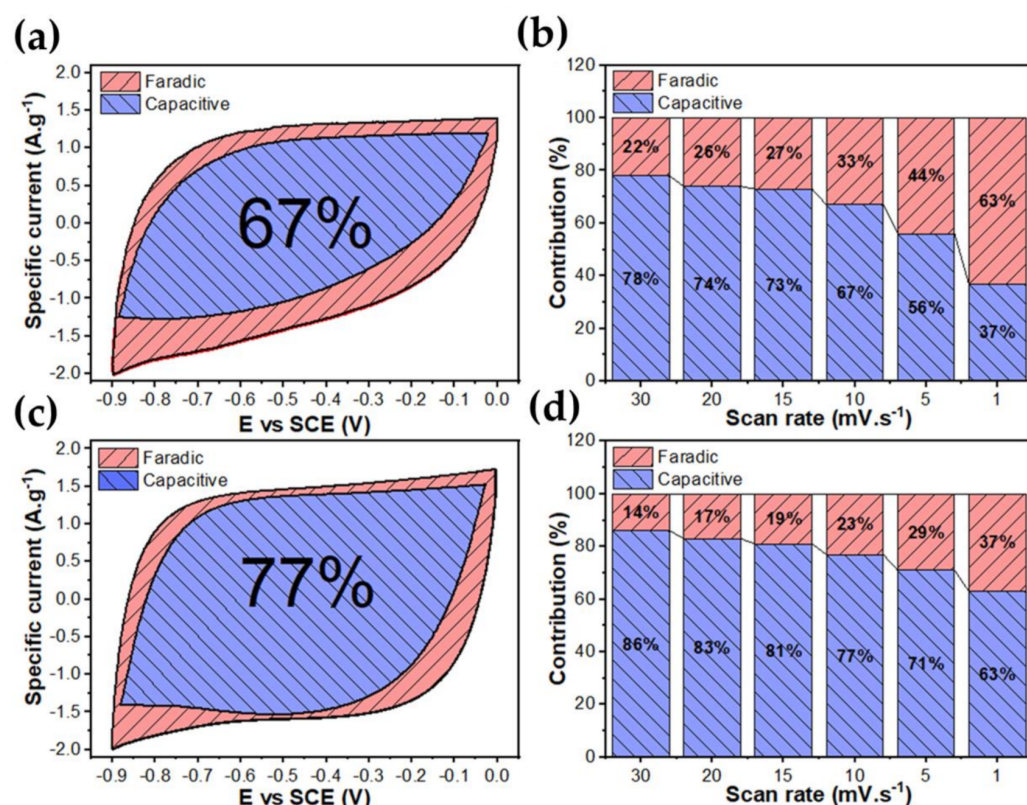 (a)
Faradic
Capacitive
67%
Specific current (A.g⁻¹)
2.0
1.5
1.0
0.5
0.0
-0.5
-1.0
-1.5
-2.0
-0.9 -0.8 -0.7 -0.6 -0.5 -0.4 -0.3 -0.2 -0.1 0.0
E vs SCE (V)
(b)
Faradic
Capacitive
Contribution (%)
120
100
80
60
40
20
0
22% 26% 27% 33% 44% 63%
78% 74% 73% 67% 56% 37%
30 20 15 10 5 1
Scan rate (mV.s⁻¹)
(c)
Faradic
Capacitive
77%
Specific current (A.g⁻¹)
2.0
1.5
1.0
0.5
0.0
-0.5
-1.0
-1.5
-2.0
-0.9 -0.8 -0.7 -0.6 -0.5 -0.4 -0.3 -0.2 -0.1 0.0
E vs SCE (V)
(d)
Faradic
Capacitive
Contribution (%)
120
100
80
60
40
20
0
14% 17% 19% 23% 29% 37%
86% 83% 81% 77% 71% 63%
30 20 15 10 5 1
Scan rate (mV.s⁻¹)